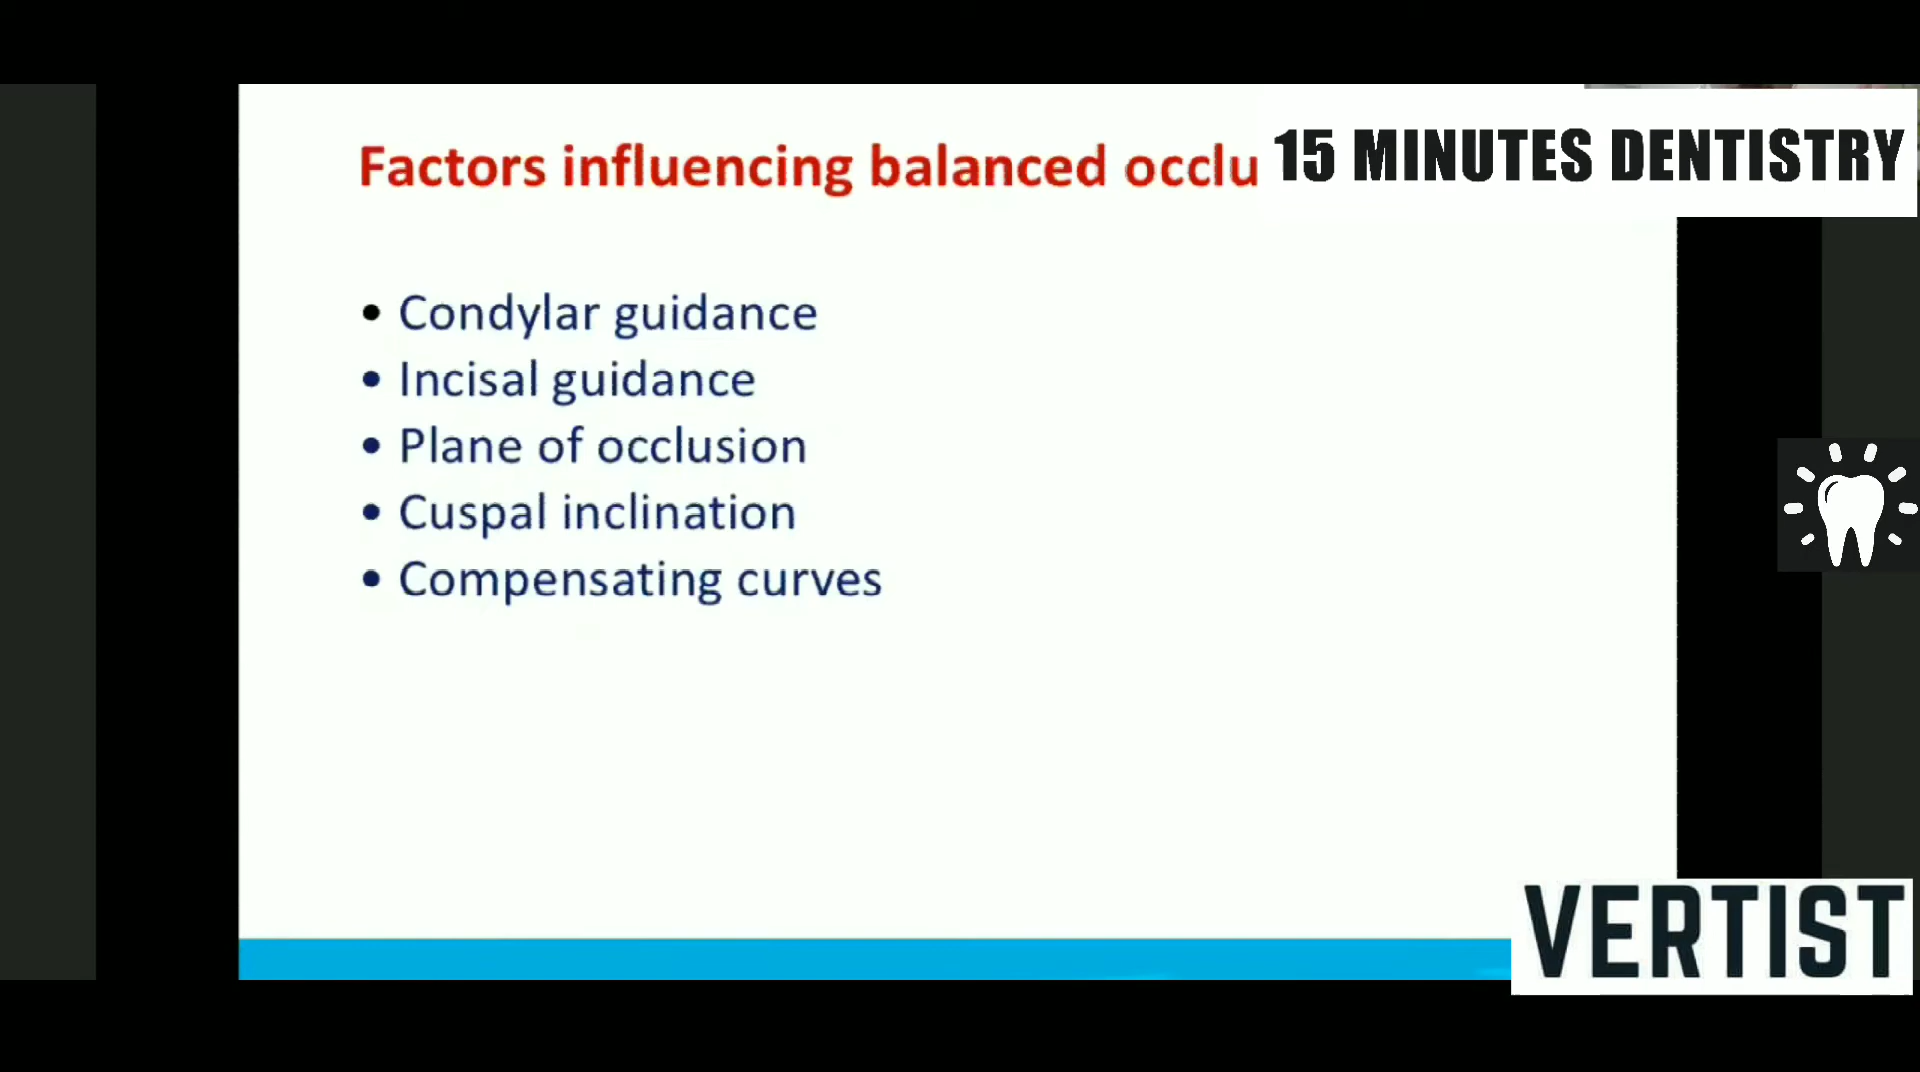 Factors influencing balanced occlu
15 MINUTES DENTISTRY
• Condylar guidance
• Incisal guidance
• Plane of occlusion
• Cuspal inclination
• Compensating curves
VERTIST